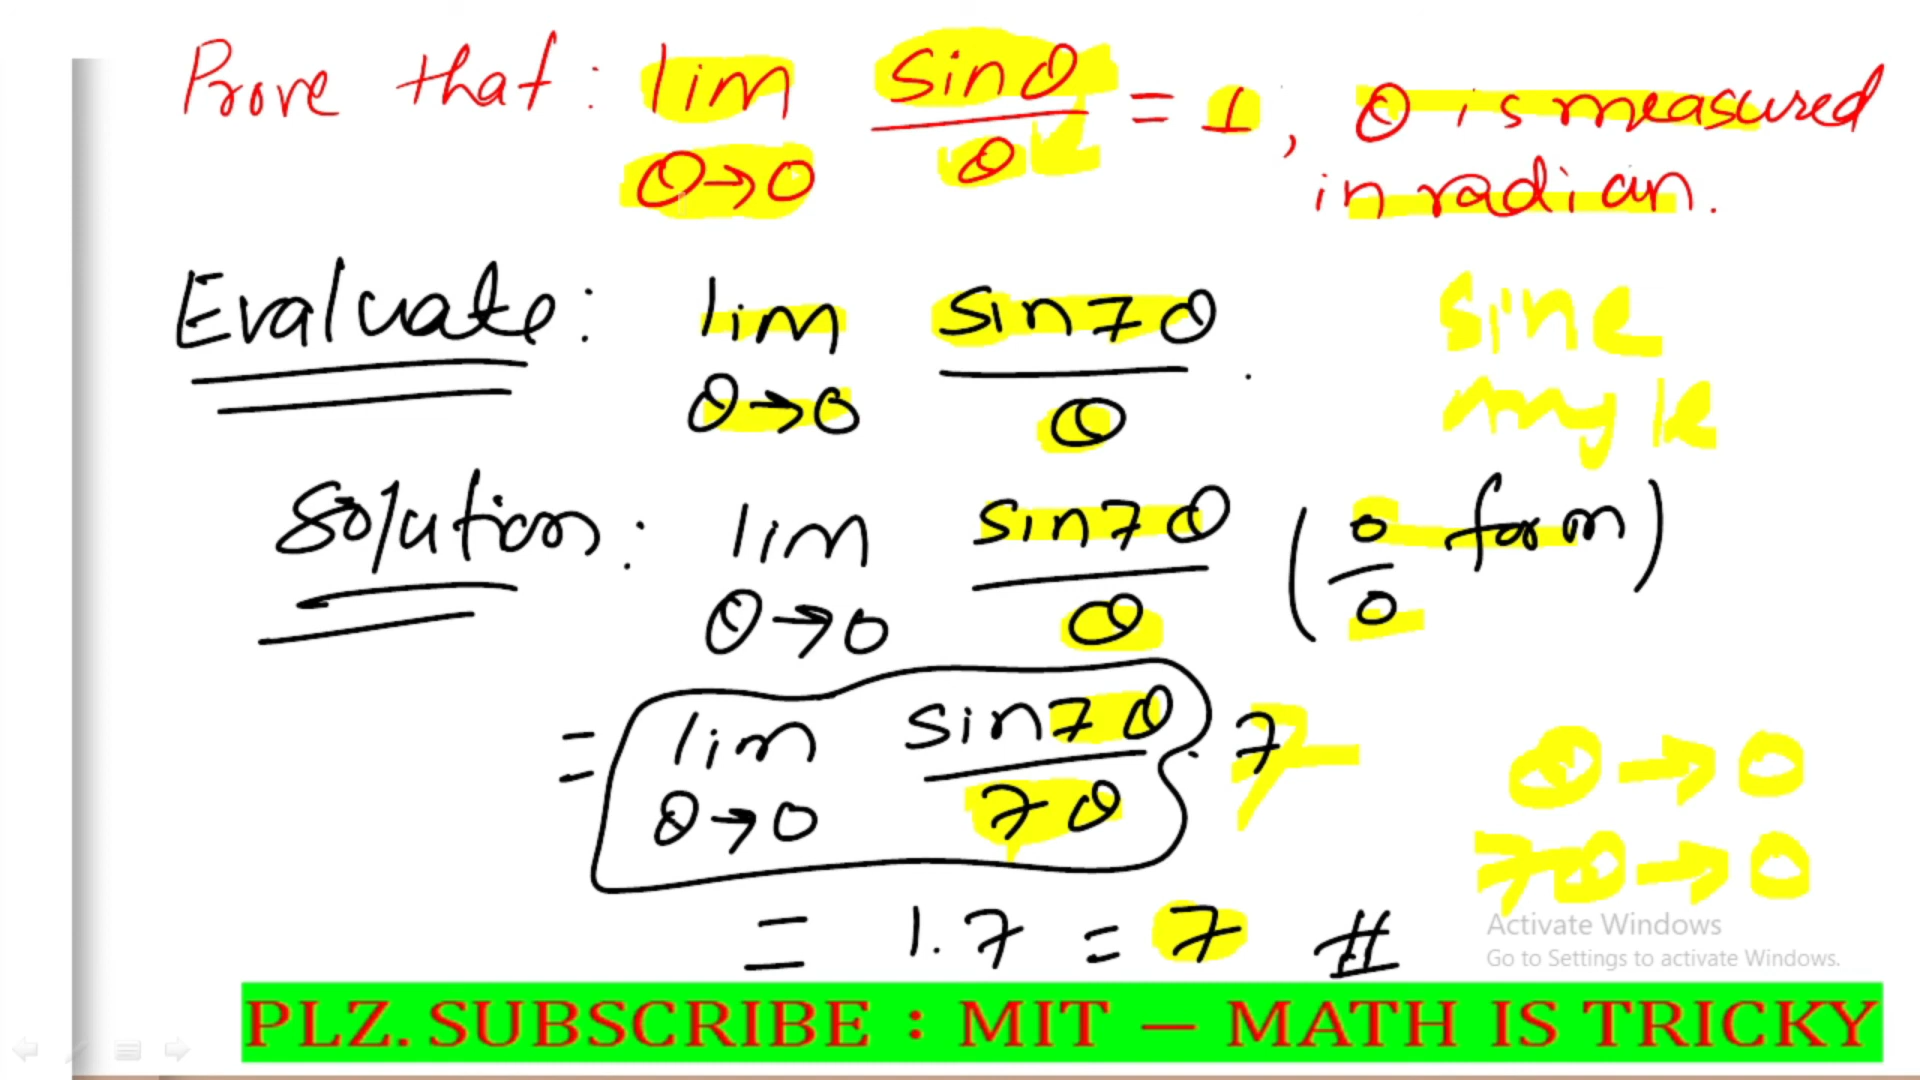 Prove that: lim sinθ/θ = 1, θ is measured
θ→0 in radian.
Evaluate: lim sin7θ/θ . sine
θ→0 angle
Solution: lim sin7θ/θ (0/0 form)
θ→0
= lim sin7θ/7θ . 7 θ→0
θ→0 7θ→0
= 1.7 = 7 #
Activate Windows
Go to Settings to activate Windows.
PLZ. SUBSCRIBE : MIT – MATH IS TRICKY